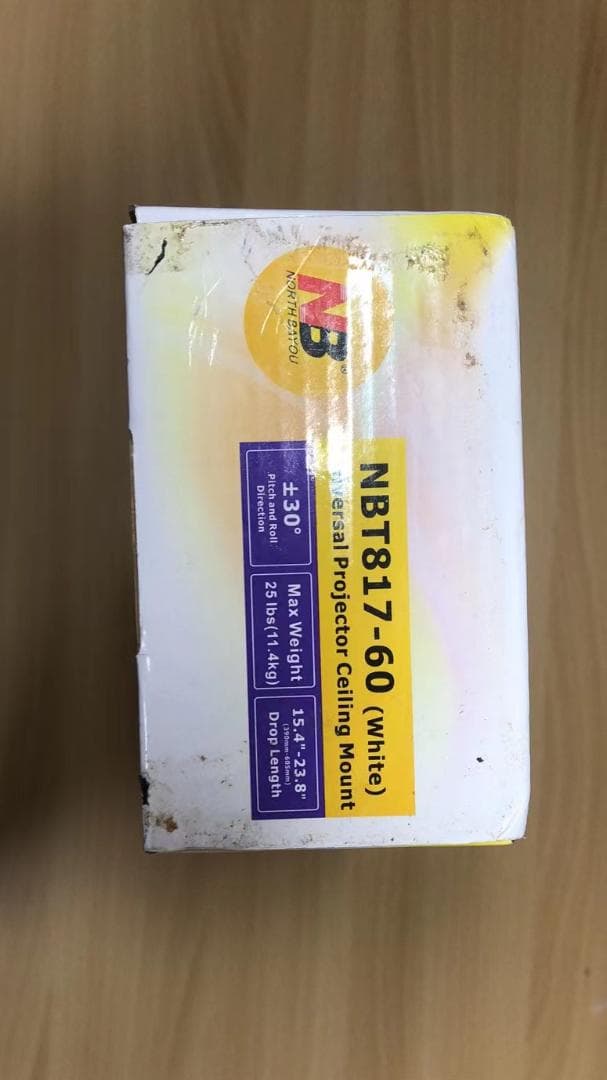 NB®
NORTH BAYOU
NBT817-60 (White)
Projector Ceiling Mount
±30°
Pitch and Roll
Direction
Max Weight
25 lbs(11.4kg)
15.4"-23.8"
(390mm-605mm)
Drop Length